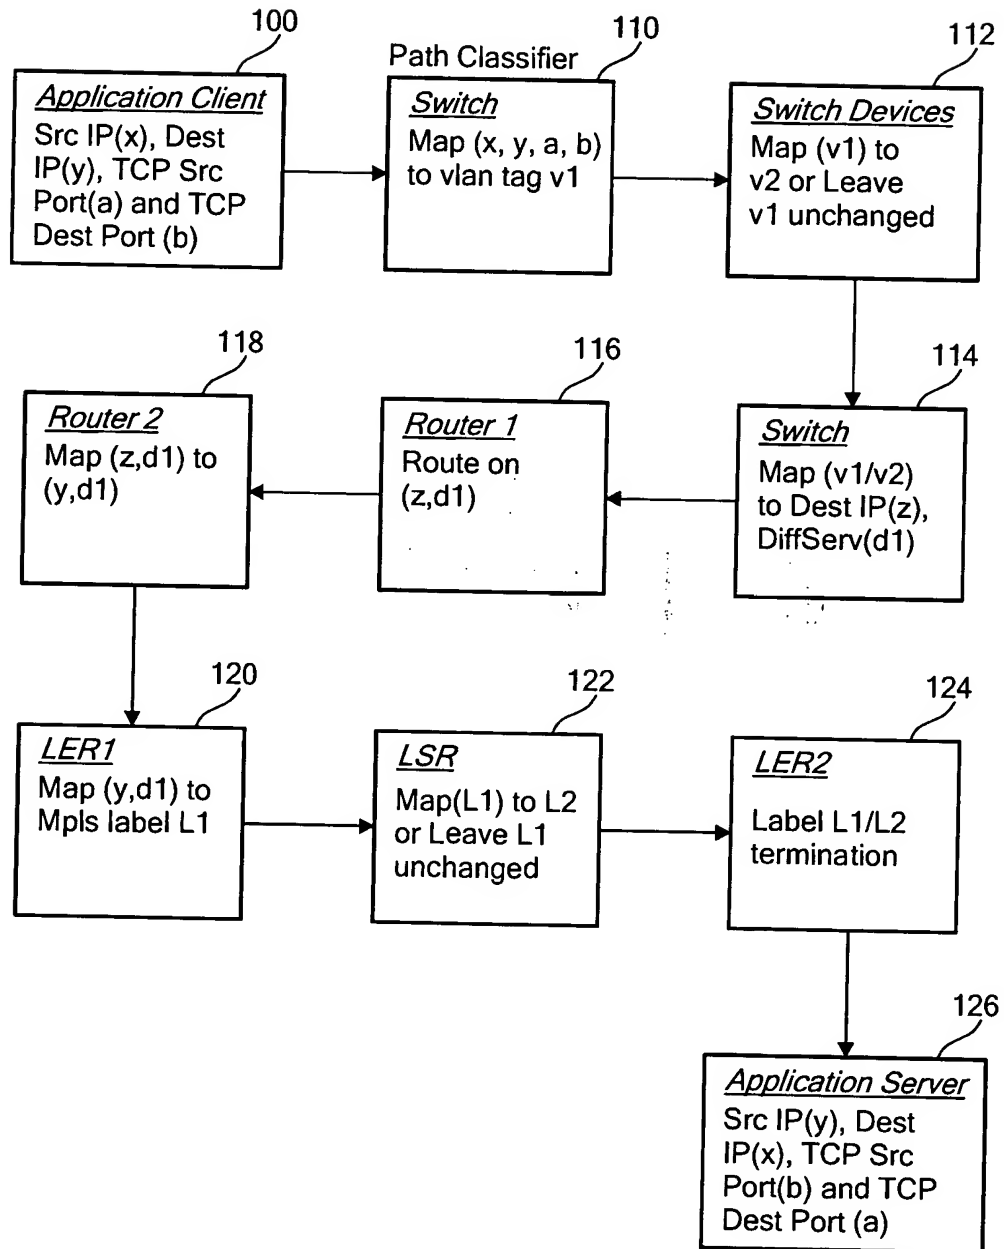 100
Application Client
Src IP(x), Dest
IP(y), TCP Src
Port(a) and TCP
Dest Port (b)
110
Path Classifier
Switch
Map (x, y, a, b)
to vlan tag v1
112
Switch Devices
Map (v1) to
v2 or Leave
v1 unchanged
114
Switch
Map (v1/v2)
to Dest IP(z),
DiffServ(d1)
116
Router 1
Route on
(z,d1)
118
Router 2
Map (z,d1) to
(y,d1)
120
LER1
Map (y,d1) to
Mpls label L1
122
LSR
Map(L1) to L2
or Leave L1
unchanged
124
LER2
Label L1/L2
termination
126
Application Server
Src IP(y), Dest
IP(x), TCP Src
Port(b) and TCP
Dest Port (a)